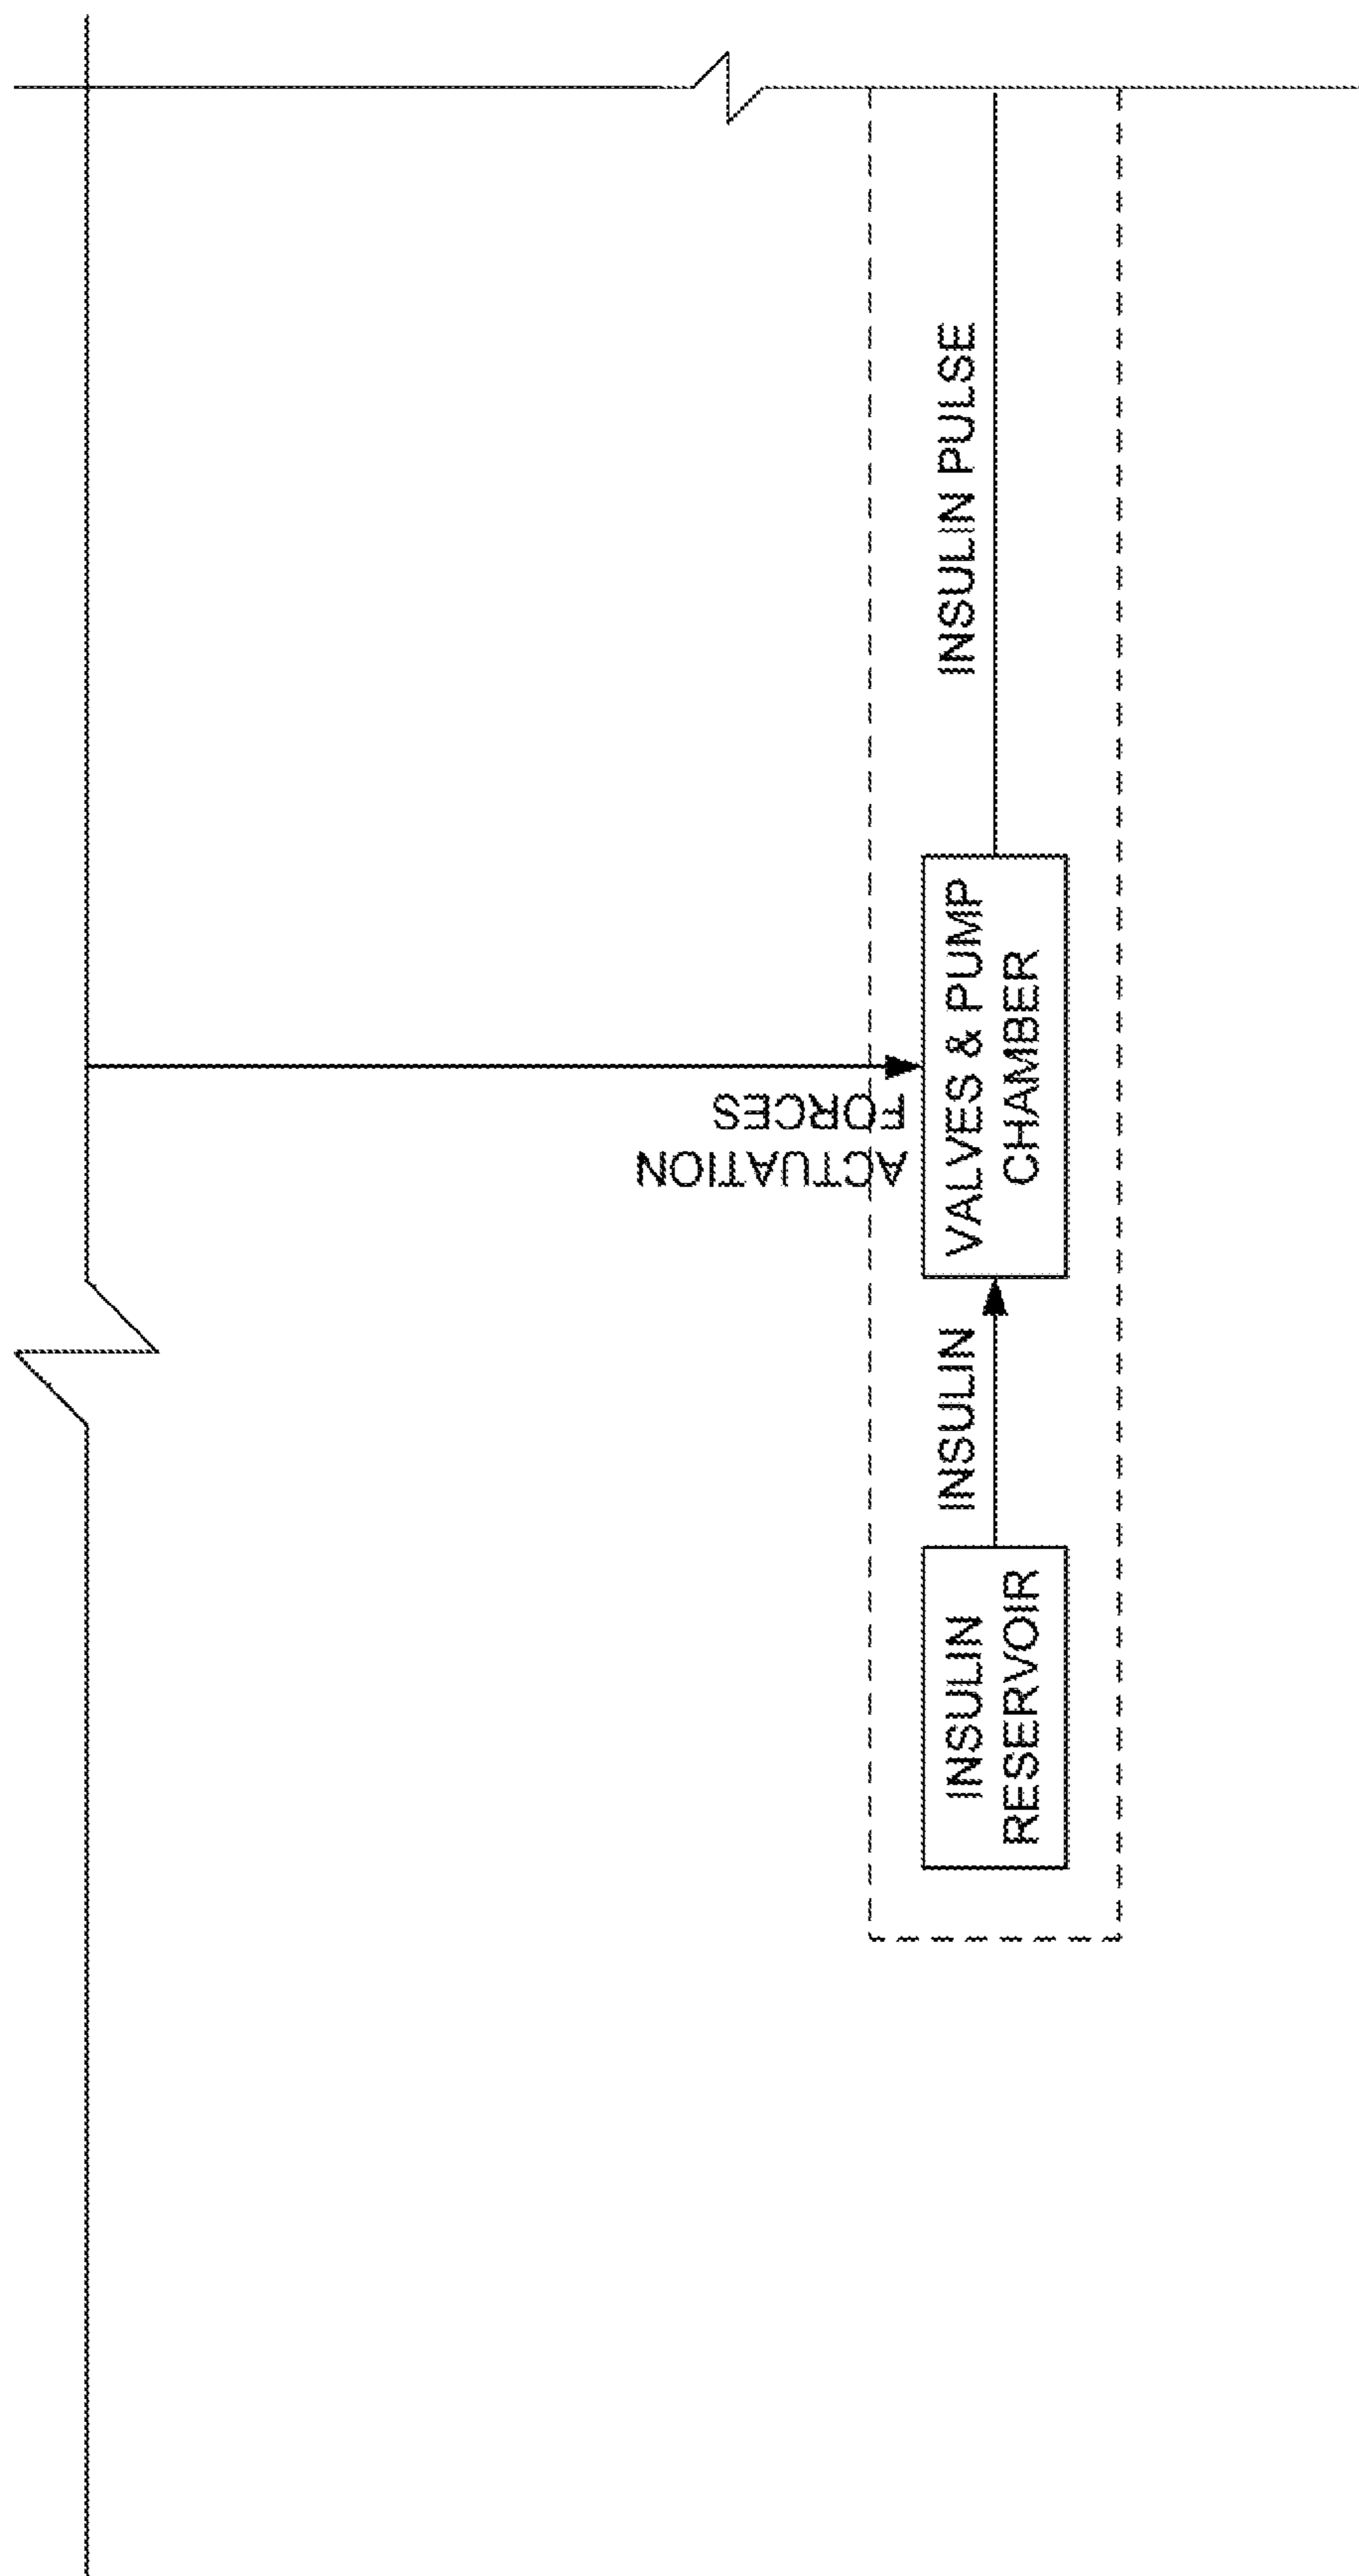 INSULIN
RESERVOIR
INSULIN
VALVES & PUMP
CHAMBER
ACTUATION
FORCES
INSULIN PULSE